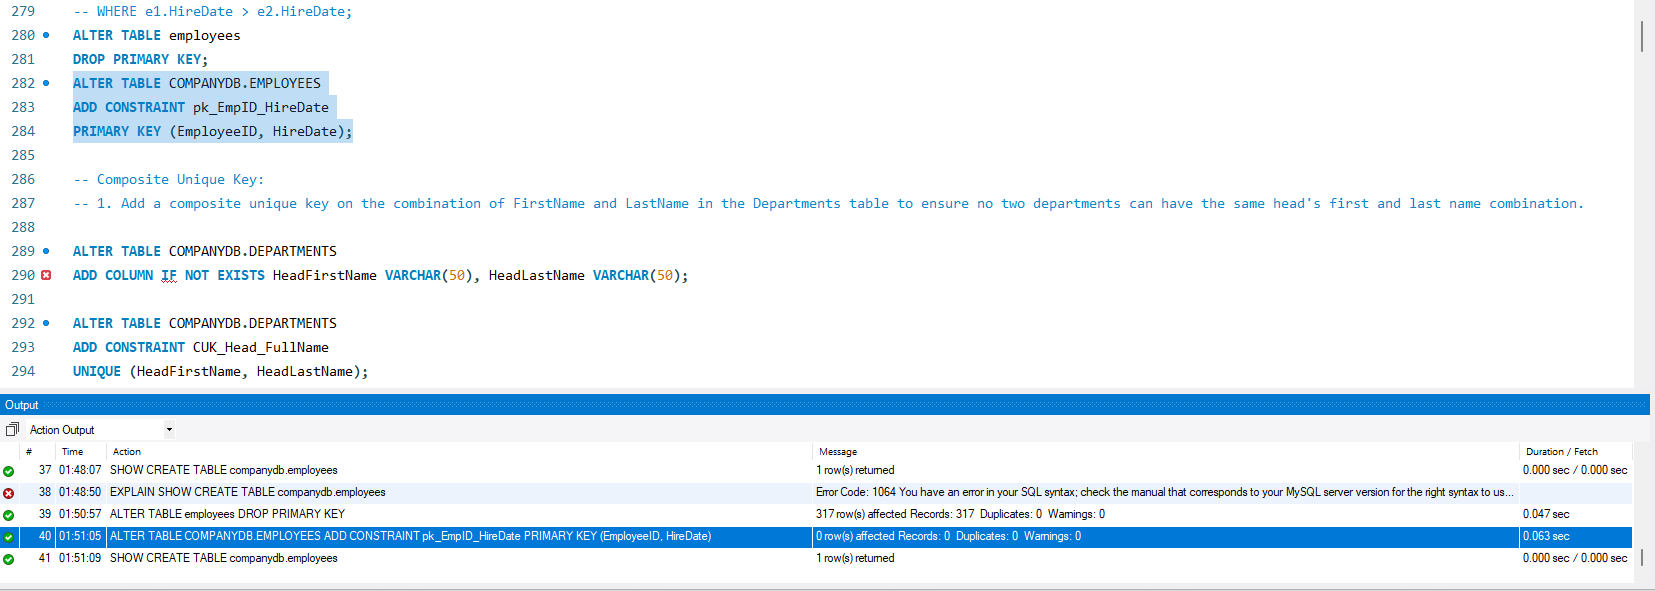 279 -- WHERE e1.HireDate > e2.HireDate;
280 ALTER TABLE employees
281 DROP PRIMARY KEY;
282 ALTER TABLE COMPANYDB.EMPLOYEES
283 ADD CONSTRAINT pk_EmpID_HireDate
284 PRIMARY KEY (EmployeeID, HireDate);
285
286 -- Composite Unique Key:
287 -- 1. Add a composite unique key on the combination of FirstName and LastName in the Departments table to ensure no two departments can have the same head's first and last name combination.
288
289 ALTER TABLE COMPANYDB.DEPARTMENTS
290 ADD COLUMN IF NOT EXISTS HeadFirstName VARCHAR(50), HeadLastName VARCHAR(50);
291
292 ALTER TABLE COMPANYDB.DEPARTMENTS
293 ADD CONSTRAINT CUK_Head_FullName
294 UNIQUE (HeadFirstName, HeadLastName);
Output
Action Output
# Time Action Message Duration / Fetch
37 01:48:07 SHOW CREATE TABLE companydb.employees 1 row(s) returned 0.000 sec / 0.000 sec
38 01:48:50 EXPLAIN SHOW CREATE TABLE companydb.employees Error Code: 1064 You have an error in your SQL syntax; check the manual that corresponds to your MySQL server version for the right syntax to us...
39 01:50:57 ALTER TABLE employees DROP PRIMARY KEY 317 row(s) affected Records: 317 Duplicates: 0 Warnings: 0 0.047 sec
40 01:51:05 ALTER TABLE COMPANYDB.EMPLOYEES ADD CONSTRAINT pk_EmpID_HireDate PRIMARY KEY (EmployeeID, HireDate) 0 row(s) affected Records: 0 Duplicates: 0 Warnings: 0 0.063 sec
41 01:51:09 SHOW CREATE TABLE companydb.employees 1 row(s) returned 0.000 sec / 0.000 sec